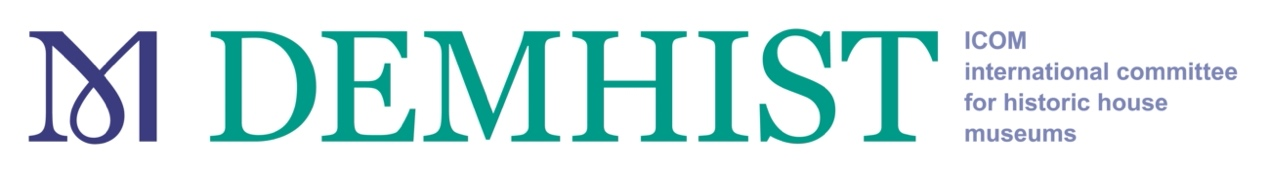 M DEMHIST
ICOM
international committee
for historic house
museums